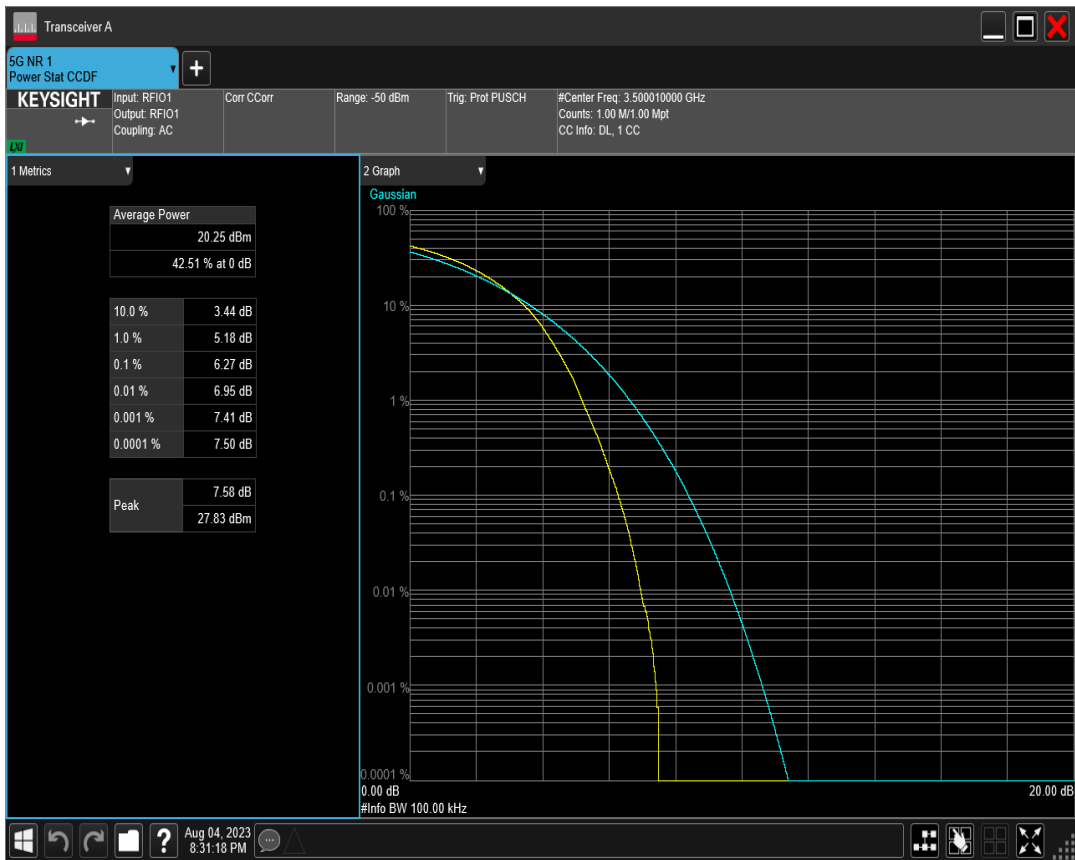 Transceiver A
5G NR 1
Power Stat CCDF
+
KEYSIGHT
LXI
Input: RFIO1
Output: RFIO1
Coupling: AC
Corr CCorr
Range: -50 dBm
Trig: Prot PUSCH
#Center Freq: 3.500010000 GHz
Counts: 1.00 M/1.00 Mpt
CC Info: DL, 1 CC
1 Metrics
Average Power
20.25 dBm
42.51 % at 0 dB
10.0 % 3.44 dB
1.0 % 5.18 dB
0.1 % 6.27 dB
0.01 % 6.95 dB
0.001 % 7.41 dB
0.0001 % 7.50 dB
Peak
7.58 dB
27.83 dBm
2 Graph
Gaussian
100 %
10 %
1 %
0.1 %
0.01 %
0.001 %
0.0001 %
0.00 dB 20.00 dB
#Info BW 100.00 kHz
?
Aug 04, 2023
8:31:18 PM